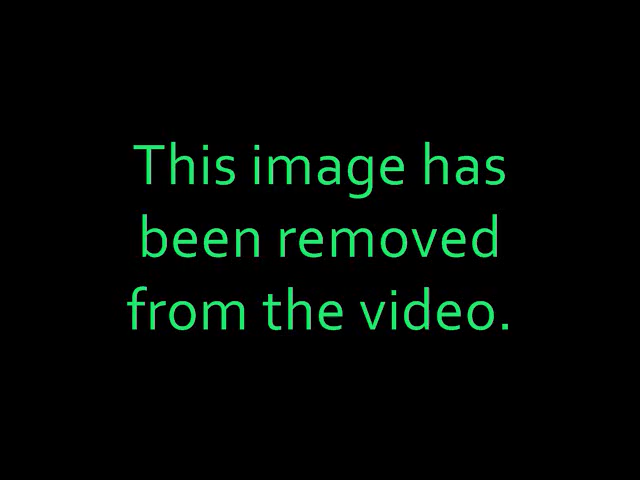 This image has
been removed
from the video.